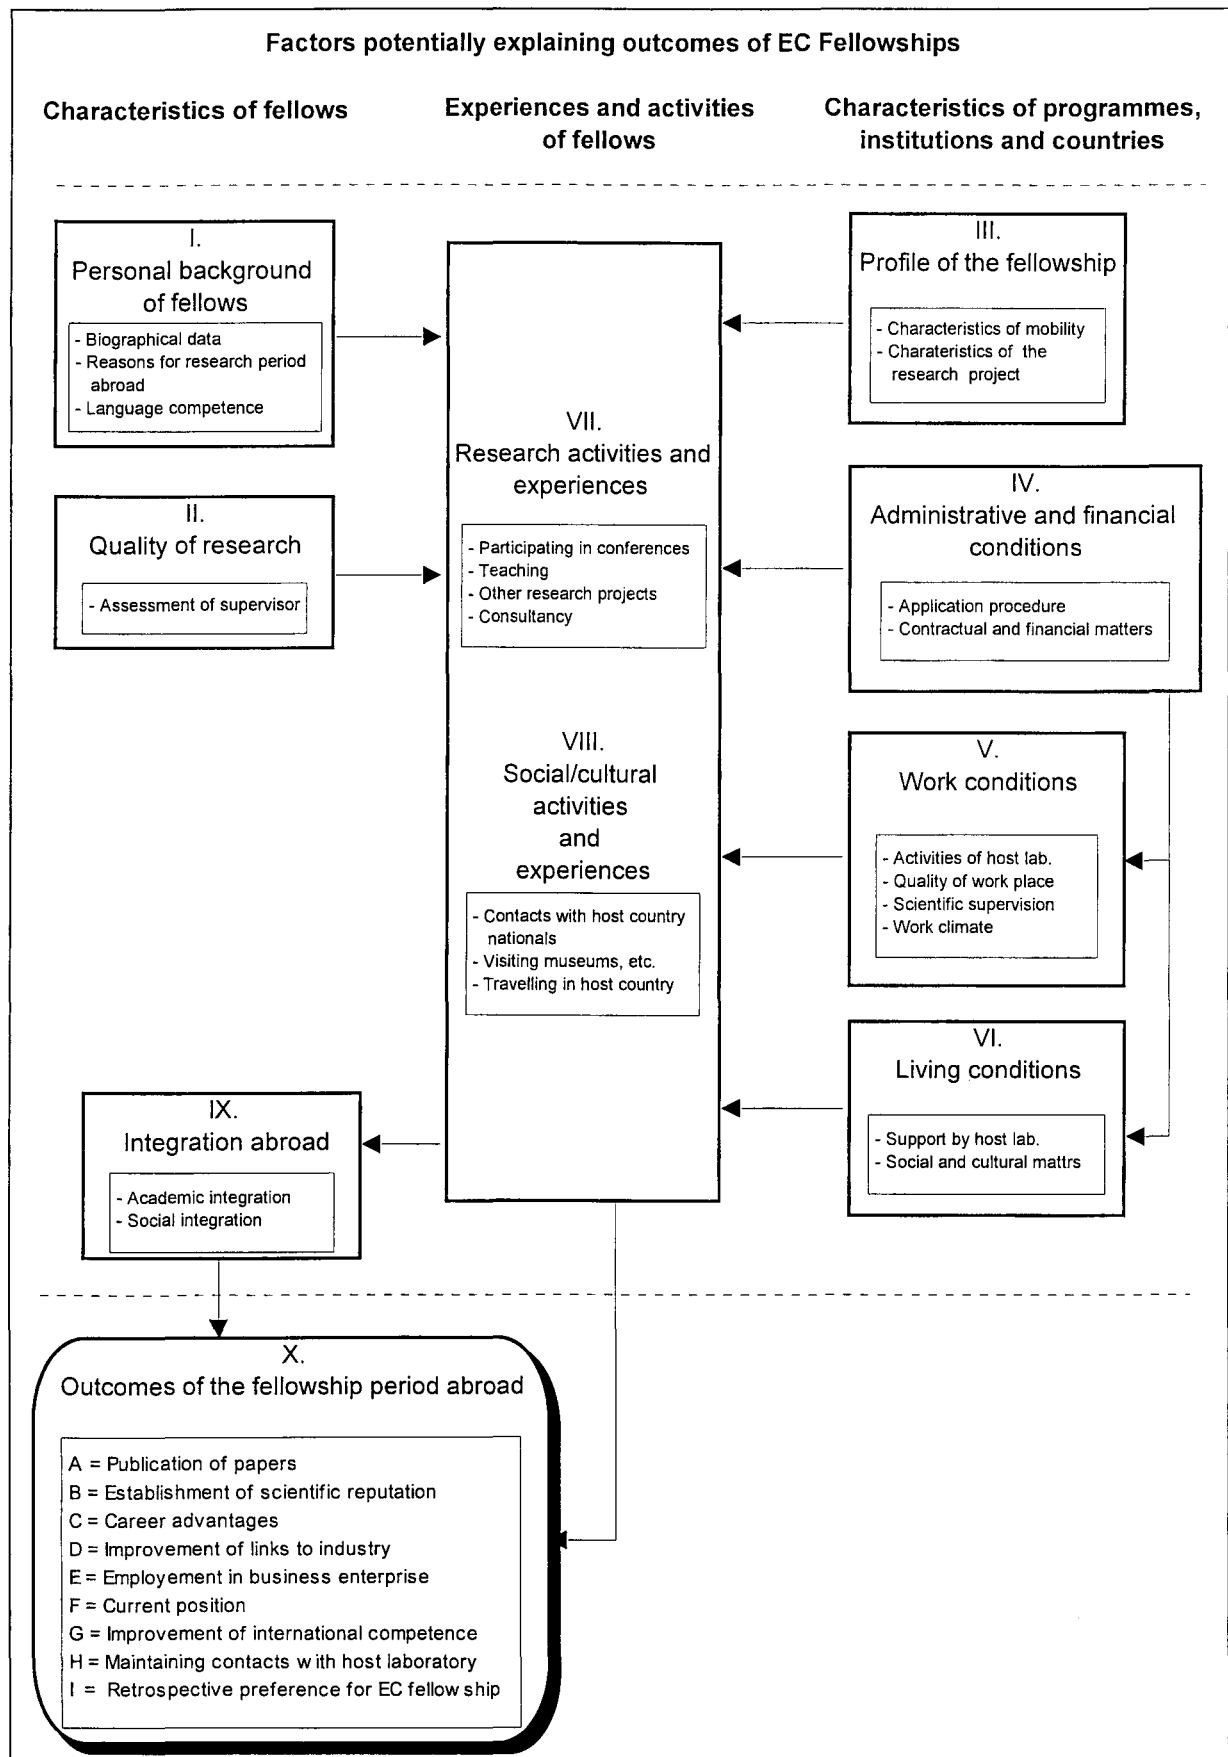 Factors potentially explaining outcomes of EC Fellowships
Characteristics of fellows
Experiences and activities
of fellows
Characteristics of programmes,
institutions and countries
I.
Personal background
of fellows
- Biographical data
- Reasons for research period
abroad
- Language competence
II.
Quality of research
- Assessment of supervisor
VII.
Research activities and
experiences
- Participating in conferences
- Teaching
- Other research projects
- Consultancy
VIII.
Social/cultural
activities
and
experiences
- Contacts with host country
nationals
- Visiting museums, etc.
- Travelling in host country
III.
Profile of the fellowship
- Characteristics of mobility
- Charateristics of the
research project
IV.
Administrative and financial
conditions
- Application procedure
- Contractual and financial matters
V.
Work conditions
- Activities of host lab.
- Quality of work place
- Scientific supervision
- Work climate
VI.
Living conditions
- Support by host lab.
- Social and cultural mattrs
IX.
Integration abroad
- Academic integration
- Social integration
X.
Outcomes of the fellowship period abroad
A = Publication of papers
B = Establishment of scientific reputation
C = Career advantages
D = Improvement of links to industry
E = Employement in business enterprise
F = Current position
G = Improvement of international competence
H = Maintaining contacts with host laboratory
I = Retrospective preference for EC fellowship